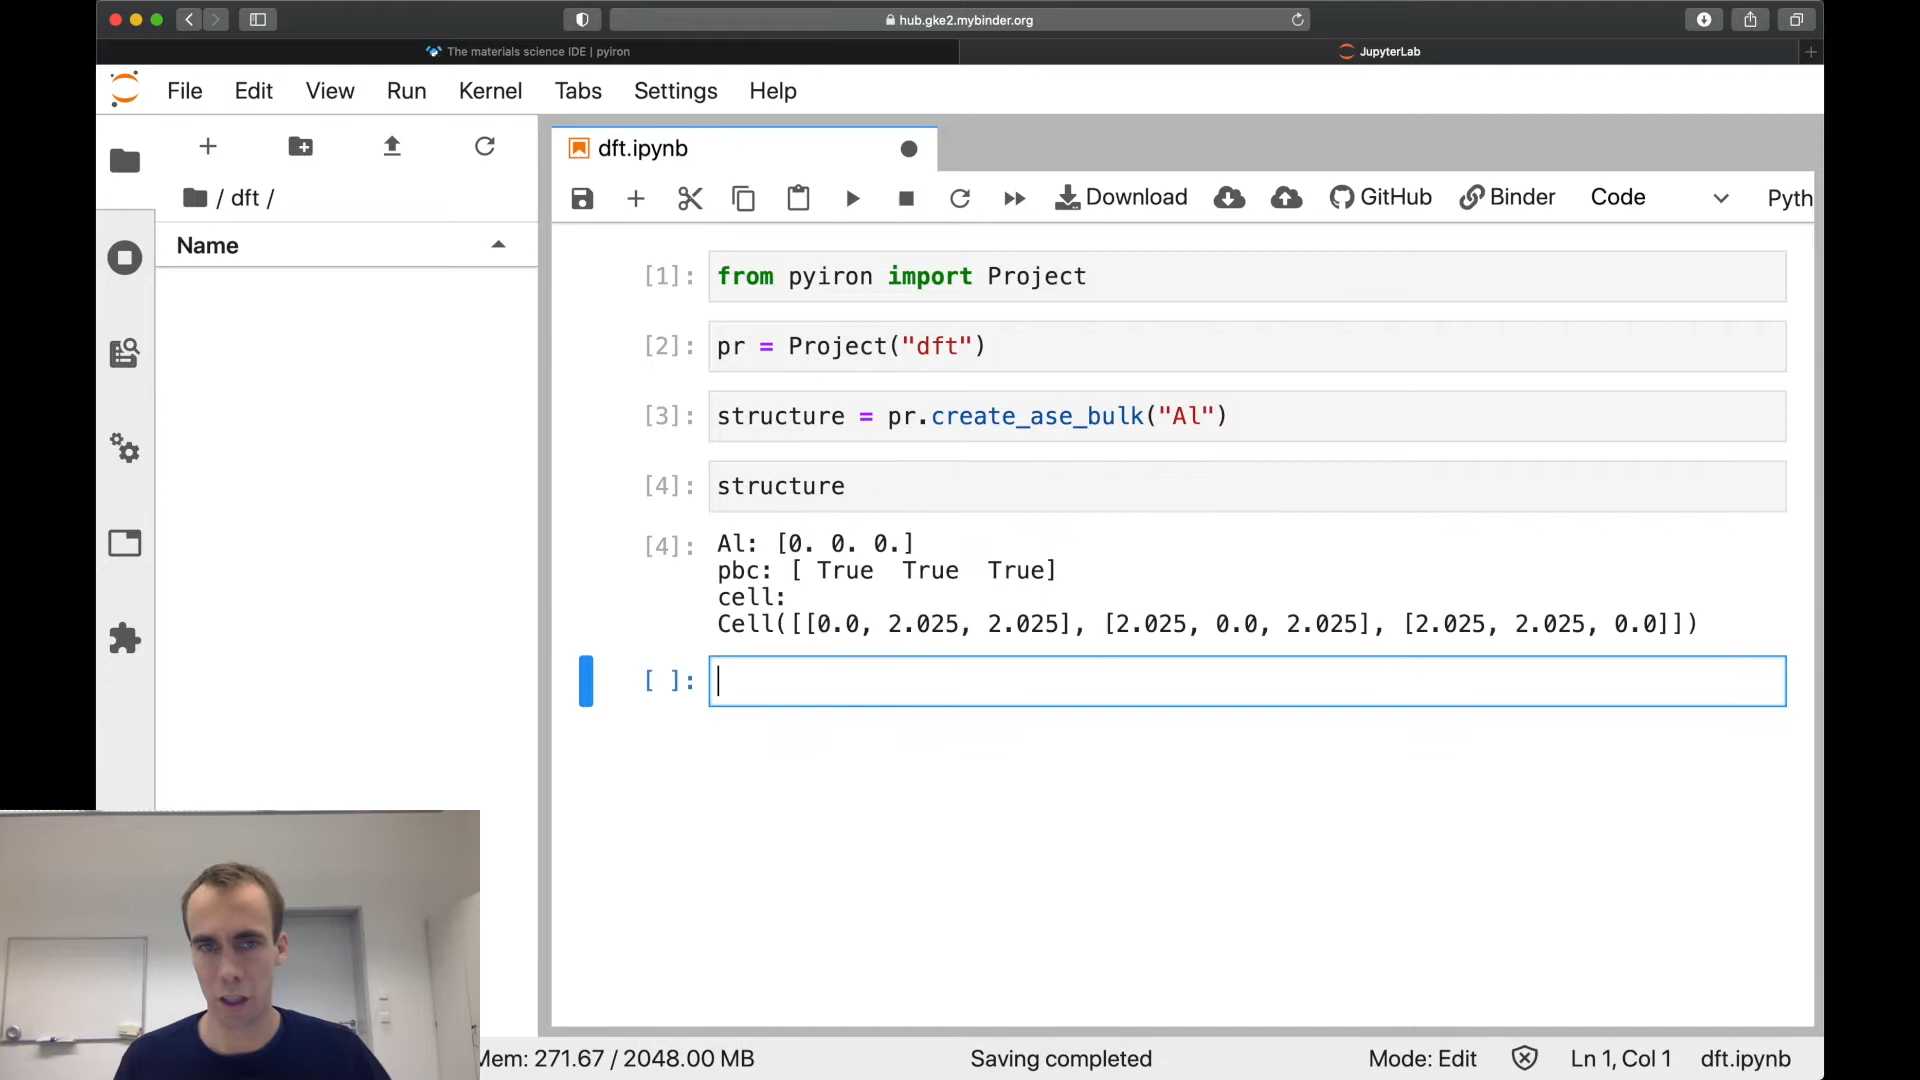 hub.gke2.mybinder.org
The materials science IDE | pyiron
JupyterLab
File Edit View Run Kernel Tabs Settings Help
dft.ipynb
/ dft /
Download GitHub Binder Code Pyth
Name
[1]: from pyiron import Project
[2]: pr = Project("dft")
[3]: structure = pr.create_ase_bulk("Al")
[4]: structure
[4]: Al: [0. 0. 0.]
pbc: [ True  True  True]
cell:
Cell([[0.0, 2.025, 2.025], [2.025, 0.0, 2.025], [2.025, 2.025, 0.0]])
[ ]:
Mem: 271.67 / 2048.00 MB Saving completed Mode: Edit Ln 1, Col 1 dft.ipynb